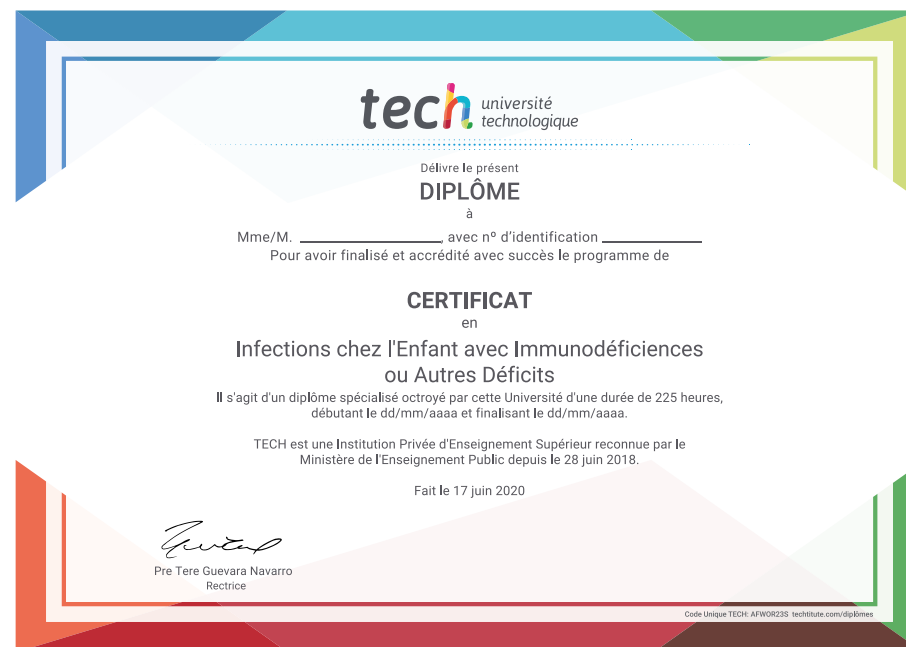 tech université
technologique
Délivre le présent
DIPLÔME
à
Mme/M. ____________________, avec nº d'identification ______________
Pour avoir finalisé et accrédité avec succès le programme de
CERTIFICAT
en
Infections chez l'Enfant avec Immunodéficiences
ou Autres Déficits
Il s'agit d'un diplôme spécialisé octroyé par cette Université d'une durée de 225 heures,
débutant le dd/mm/aaaa et finalisant le dd/mm/aaaa.
TECH est une Institution Privée d'Enseignement Supérieur reconnue par le
Ministère de l'Enseignement Public depuis le 28 juin 2018.
Fait le 17 juin 2020
Pre Tere Guevara Navarro
Rectrice
Code Unique TECH: AFWOR23S techtitute.com/diplômes